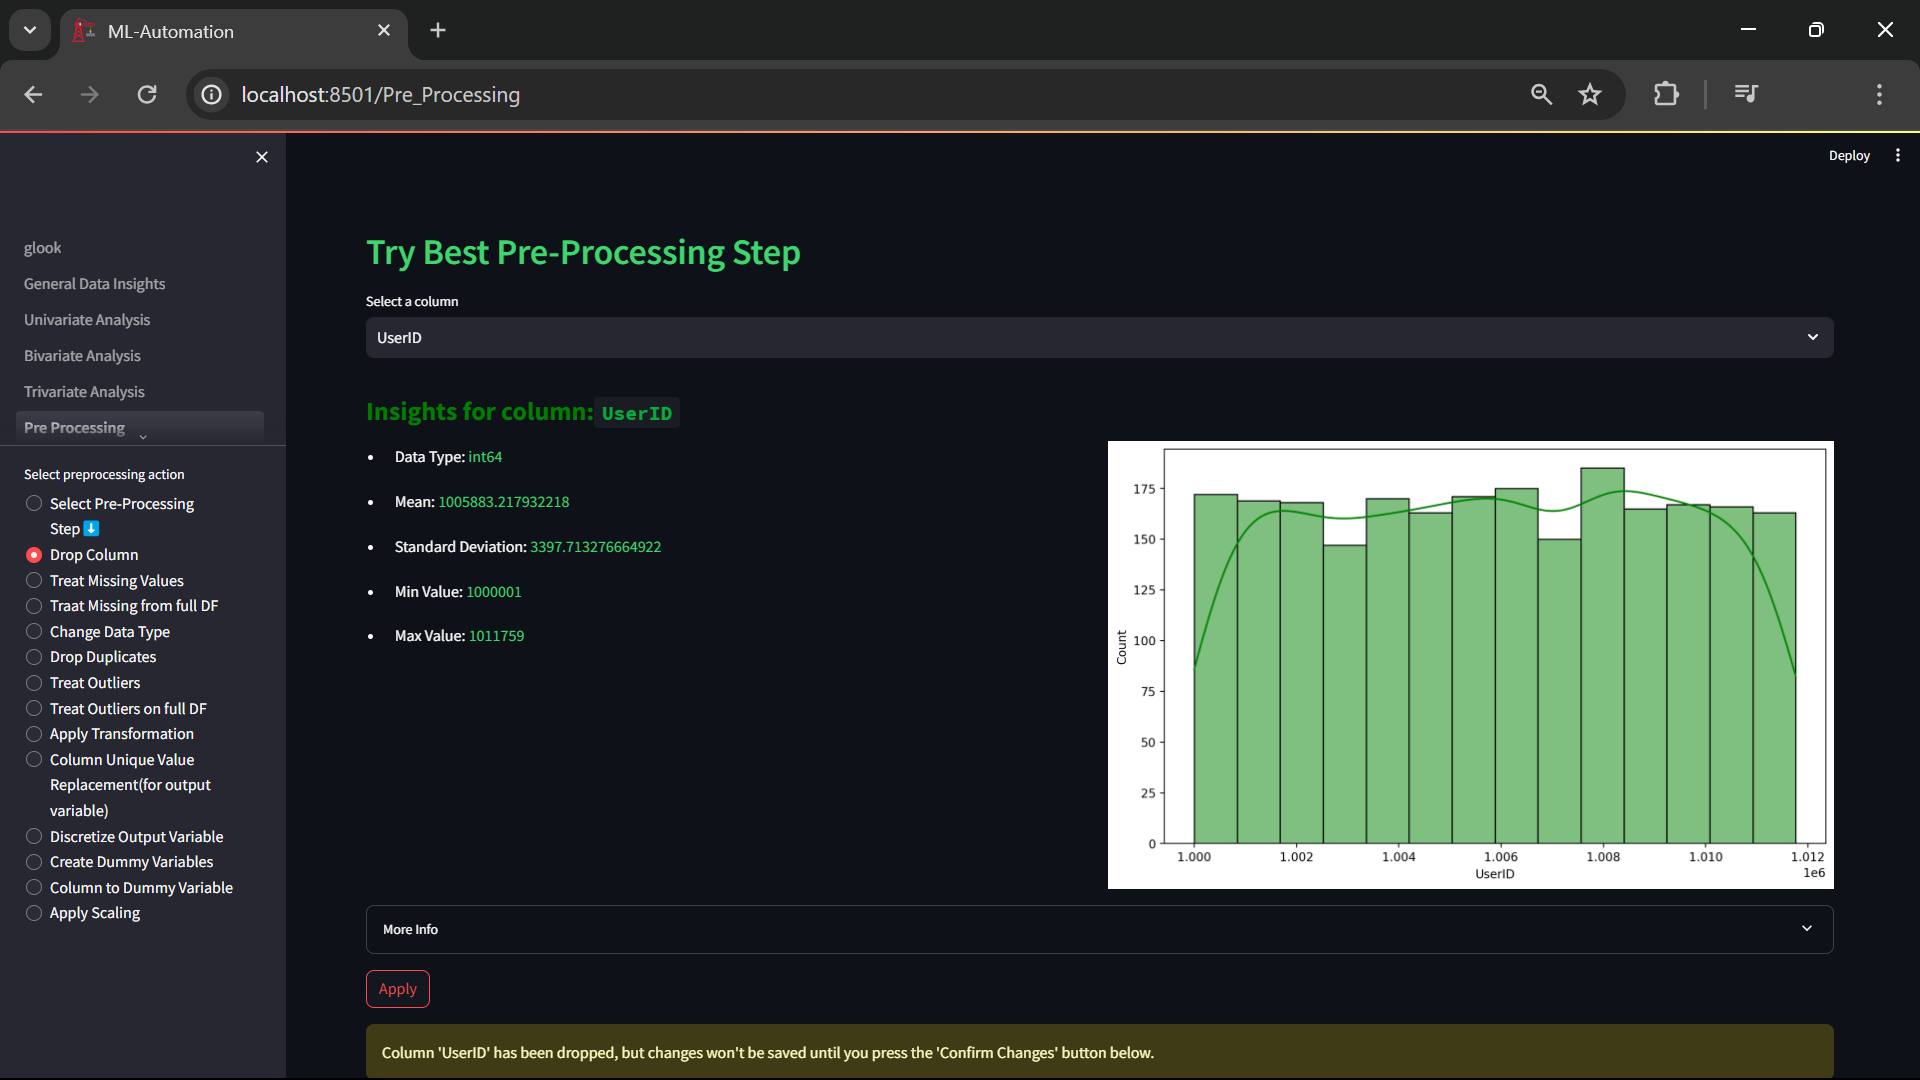 ML-Automation
localhost:8501/Pre_Processing
Deploy
glook
General Data Insights
Univariate Analysis
Bivariate Analysis
Trivariate Analysis
Pre Processing
Select preprocessing action
Select Pre-Processing
Step
Drop Column
Treat Missing Values
Traat Missing from full DF
Change Data Type
Drop Duplicates
Treat Outliers
Treat Outliers on full DF
Apply Transformation
Column Unique Value
Replacement(for output
variable)
Discretize Output Variable
Create Dummy Variables
Column to Dummy Variable
Apply Scaling
Try Best Pre-Processing Step
Select a column
UserID
Insights for column: UserID
Data Type: int64
Mean: 1005883.217932218
Standard Deviation: 3397.713276664922
Min Value: 1000001
Max Value: 1011759
175
150
125
100
75
50
25
0
Count
1.000 1.002 1.004 1.006 1.008 1.010 1.012
UserID
1e6
More Info
Apply
Column 'UserID' has been dropped, but changes won't be saved until you press the 'Confirm Changes' button below.